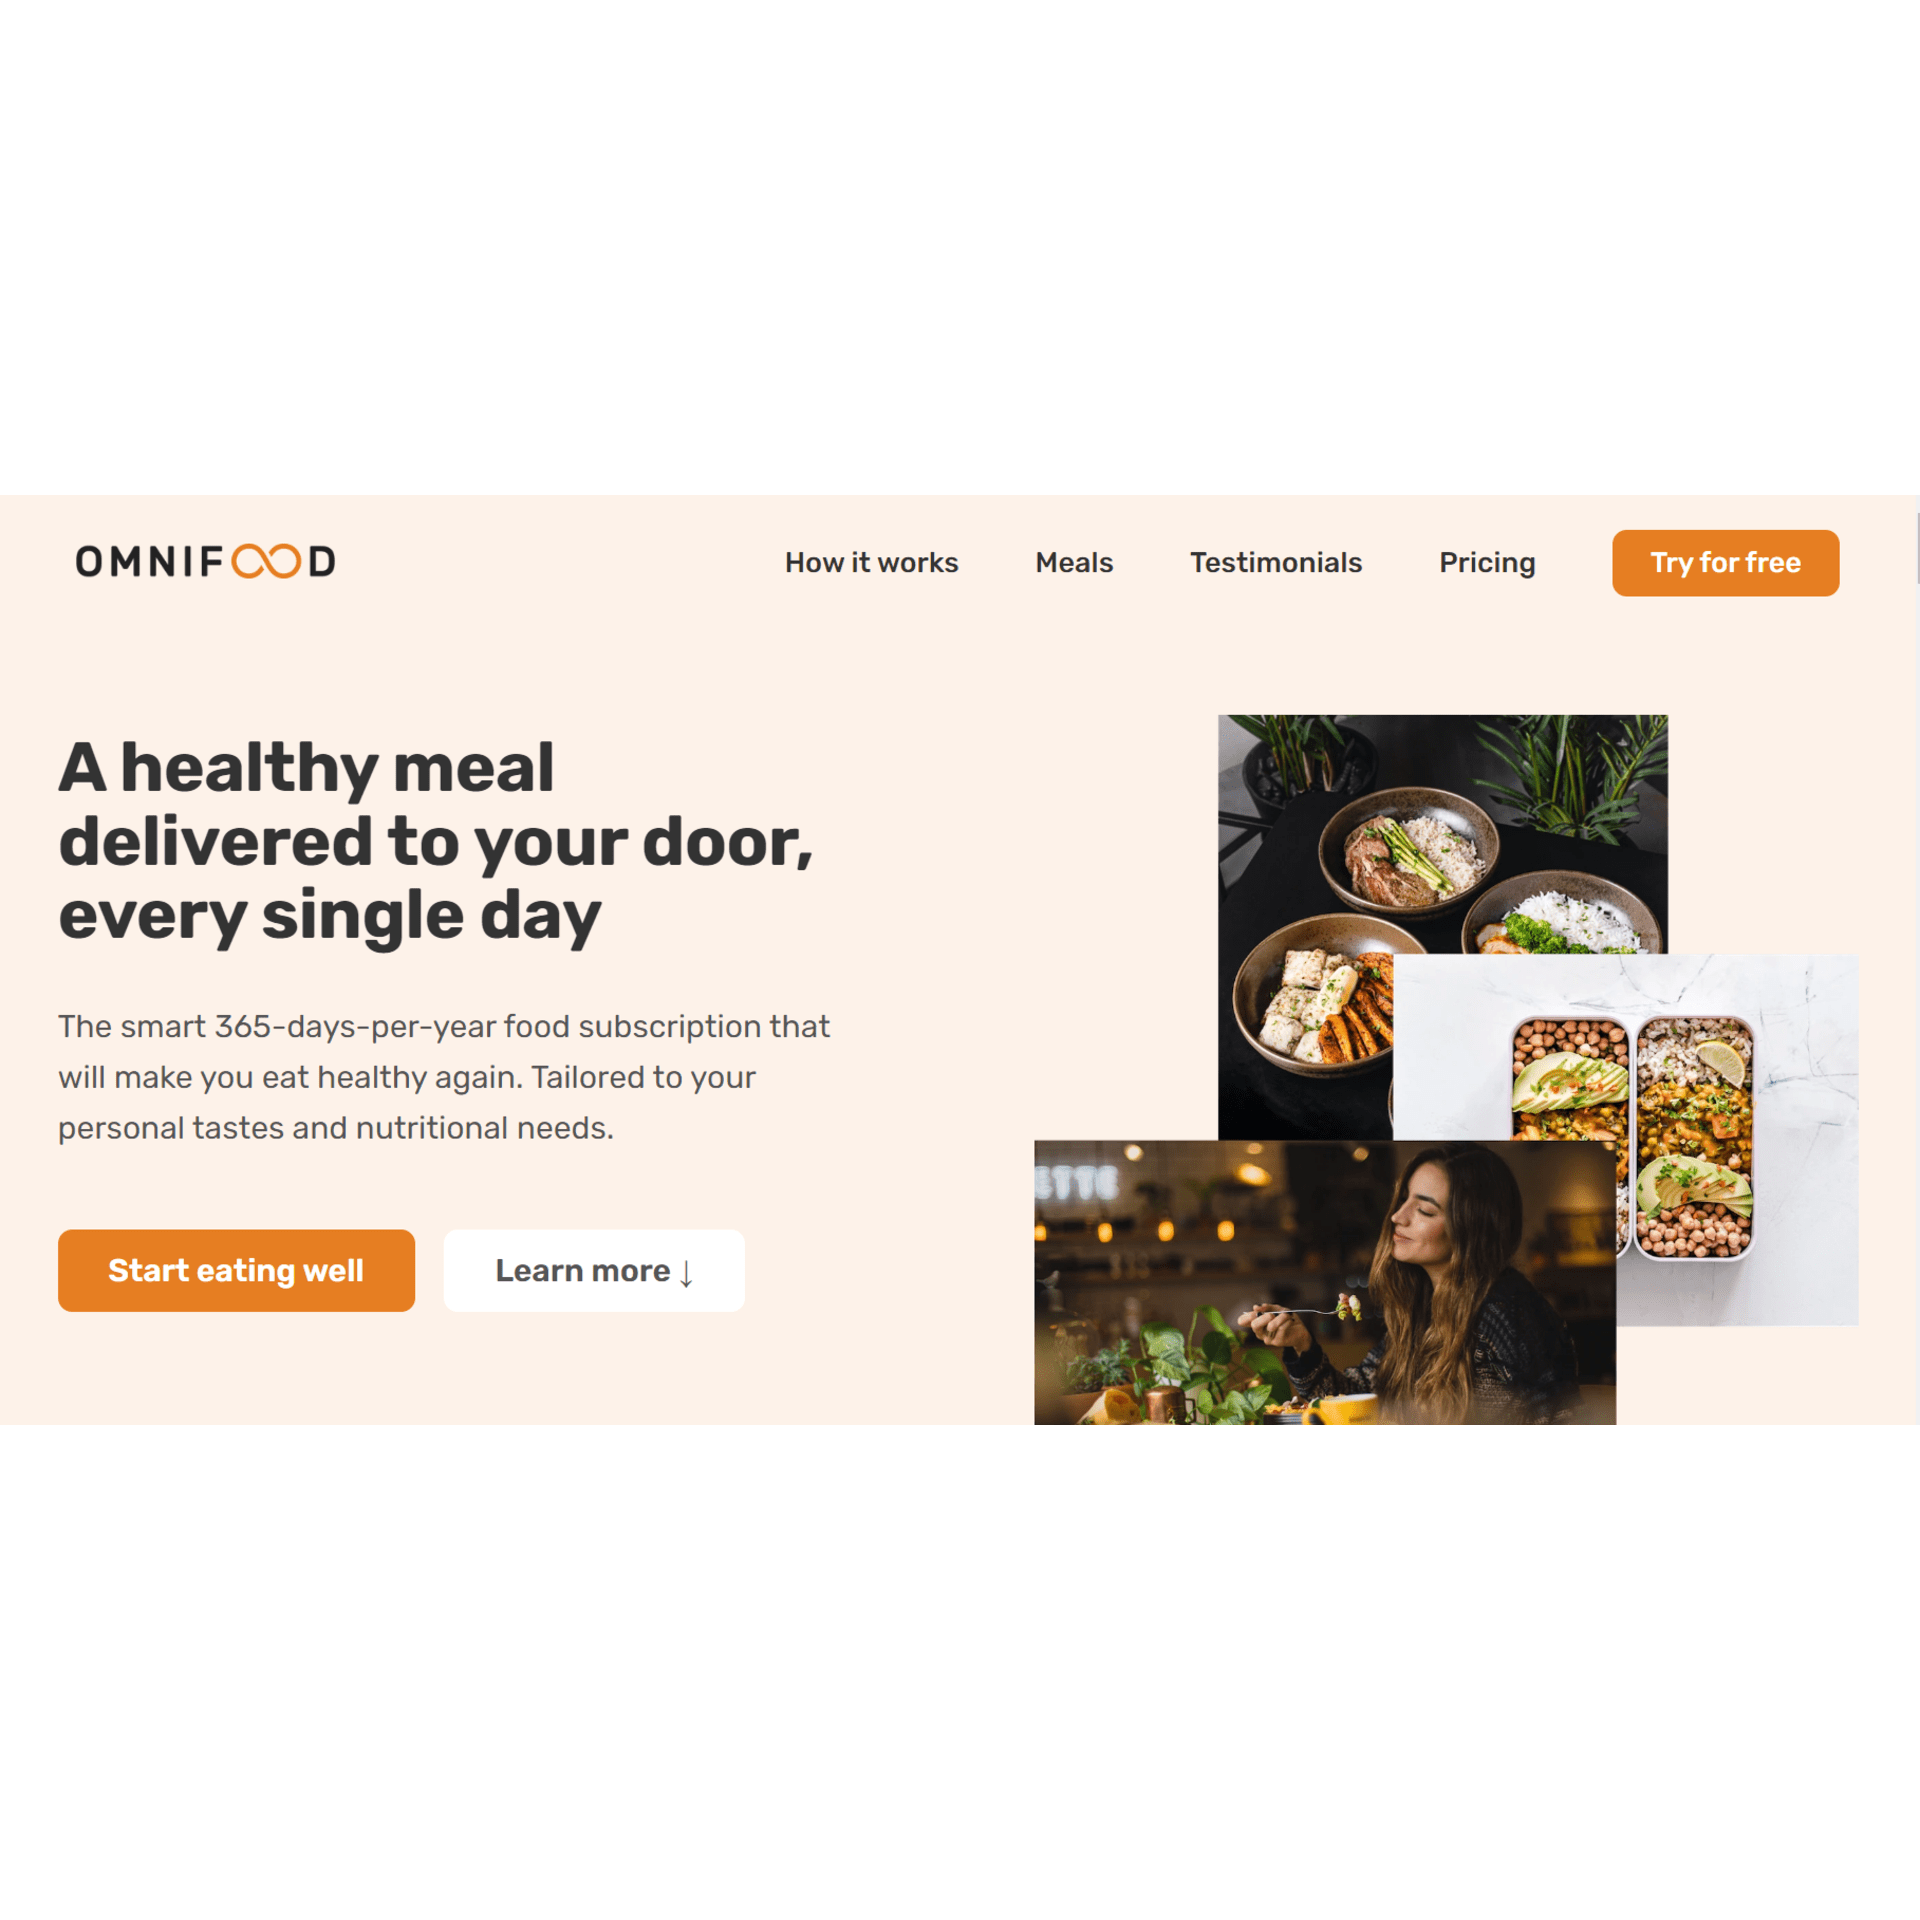 OMNIFOOD
How it works
Meals
Testimonials
Pricing
Try for free
A healthy meal
delivered to your door,
every single day
The smart 365-days-per-year food subscription that
will make you eat healthy again. Tailored to your
personal tastes and nutritional needs.
Start eating well
Learn more ↓
ETTE